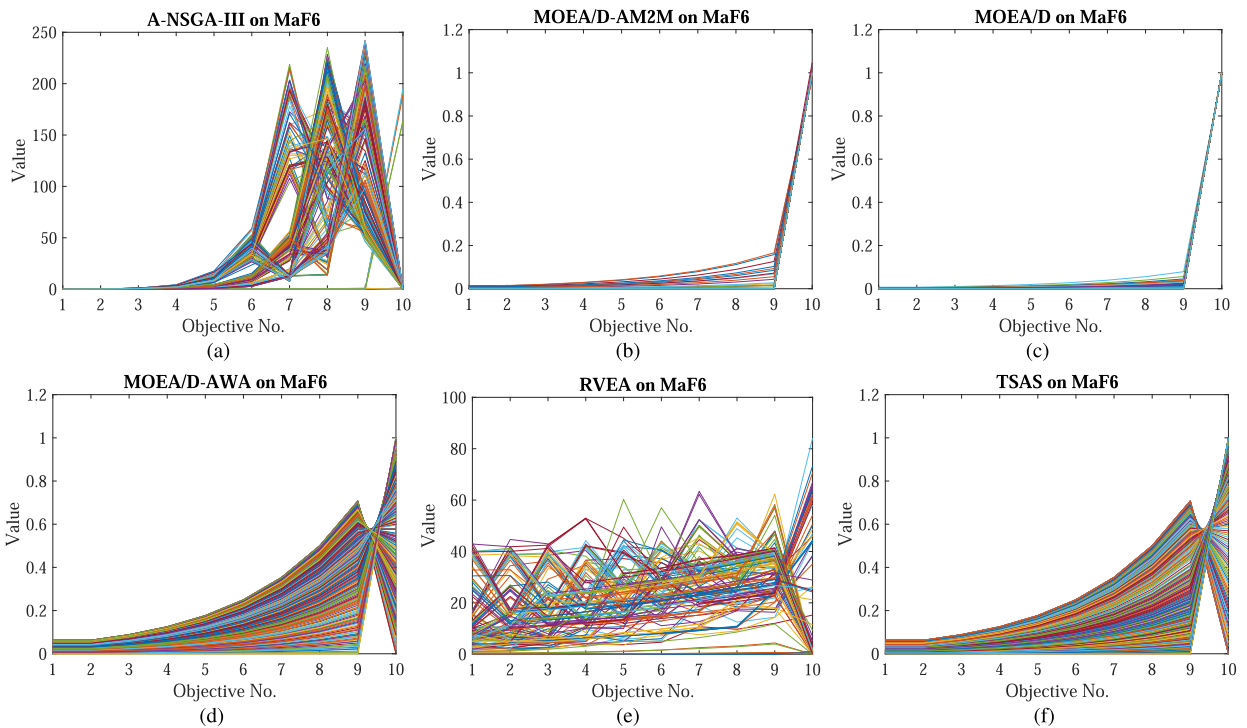 A-NSGA-III on MaF6
250
200
150
100
50
0
Value
1 2 3 4 5 6 7 8 9 10
Objective No.
(a)
MOEA/D-AM2M on MaF6
1.2
1
0.8
0.6
0.4
0.2
0
Value
1 2 3 4 5 6 7 8 9 10
Objective No.
(b)
MOEA/D on MaF6
1.2
1
0.8
0.6
0.4
0.2
0
Value
1 2 3 4 5 6 7 8 9 10
Objective No.
(c)
MOEA/D-AWA on MaF6
1.2
1
0.8
0.6
0.4
0.2
0
Value
1 2 3 4 5 6 7 8 9 10
Objective No.
(d)
RVEA on MaF6
100
80
60
40
20
0
Value
1 2 3 4 5 6 7 8 9 10
Objective No.
(e)
TSAS on MaF6
1.2
1
0.8
0.6
0.4
0.2
0
Value
1 2 3 4 5 6 7 8 9 10
Objective No.
(f)